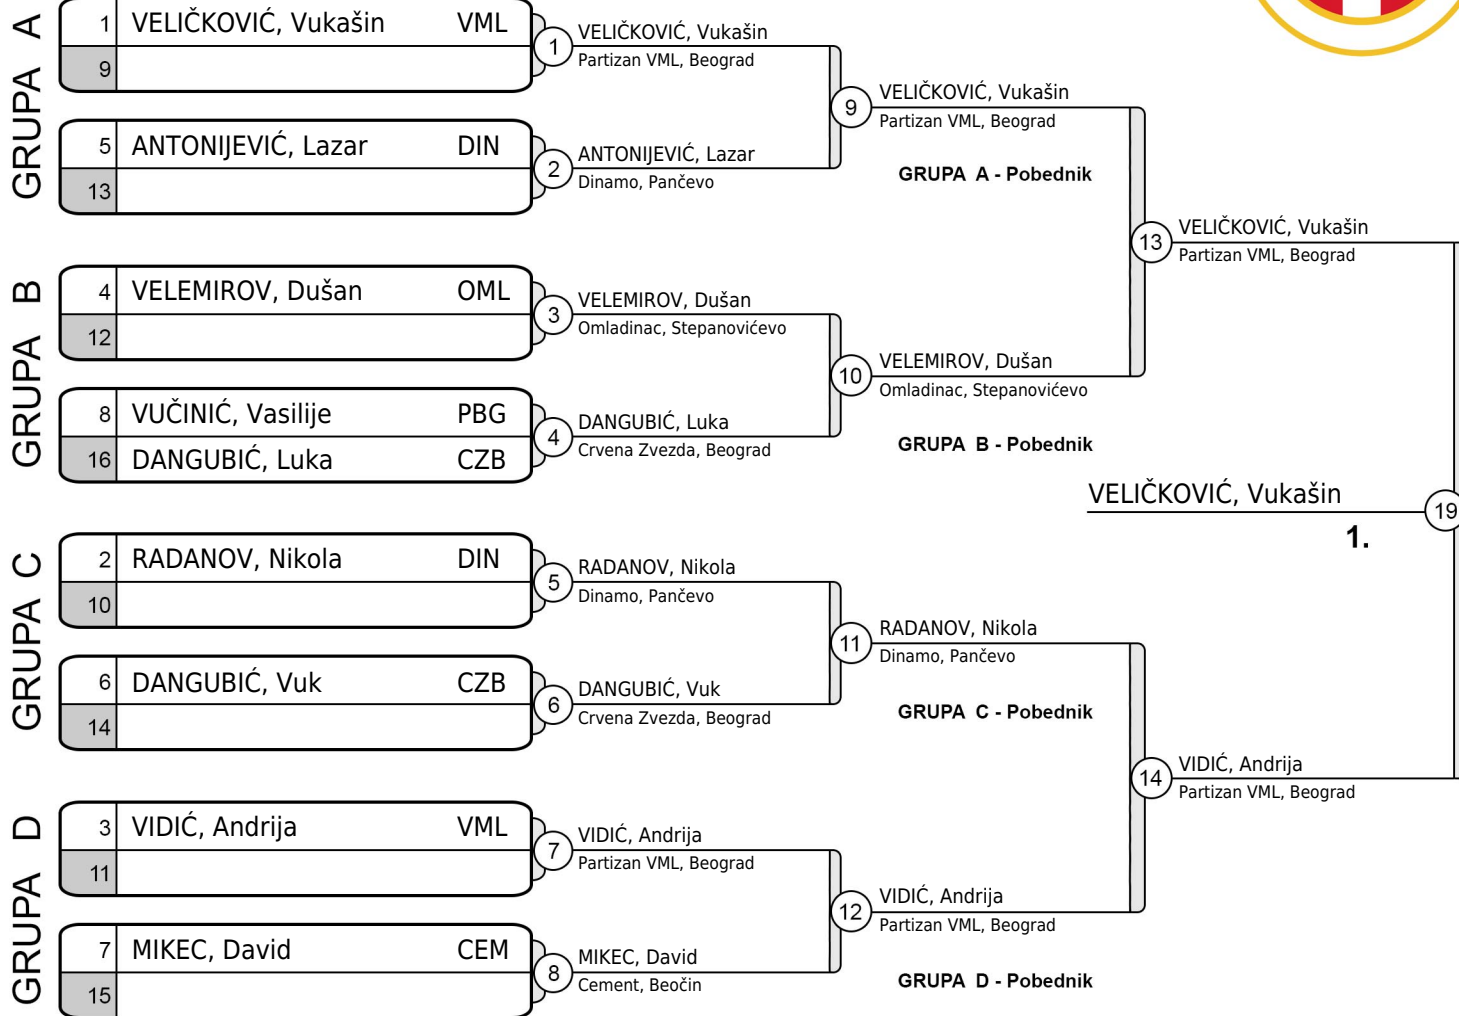 GRUPA A
1 VELIČKOVIĆ, Vukašin VML
9
5 ANTONIJEVIĆ, Lazar DIN
13
GRUPA B
4 VELEMIROV, Dušan OML
12
8 VUČINIĆ, Vasilije PBG
16 DANGUBIĆ, Luka CZB
GRUPA C
2 RADANOV, Nikola DIN
10
6 DANGUBIĆ, Vuk CZB
14
GRUPA D
3 VIDIĆ, Andrija VML
11
7 MIKEC, David CEM
15
1 VELIČKOVIĆ, Vukašin
Partizan VML, Beograd
2 ANTONIJEVIĆ, Lazar
Dinamo, Pančevo
3 VELEMIROV, Dušan
Omladinac, Stepanovićevo
4 DANGUBIĆ, Luka
Crvena Zvezda, Beograd
5 RADANOV, Nikola
Dinamo, Pančevo
6 DANGUBIĆ, Vuk
Crvena Zvezda, Beograd
7 VIDIĆ, Andrija
Partizan VML, Beograd
8 MIKEC, David
Cement, Beočin
9 VELIČKOVIĆ, Vukašin
Partizan VML, Beograd
GRUPA A - Pobednik
10 VELEMIROV, Dušan
Omladinac, Stepanovićevo
GRUPA B - Pobednik
11 RADANOV, Nikola
Dinamo, Pančevo
GRUPA C - Pobednik
12 VIDIĆ, Andrija
Partizan VML, Beograd
GRUPA D - Pobednik
13 VELIČKOVIĆ, Vukašin
Partizan VML, Beograd
14 VIDIĆ, Andrija
Partizan VML, Beograd
VELIČKOVIĆ, Vukašin 19
1.